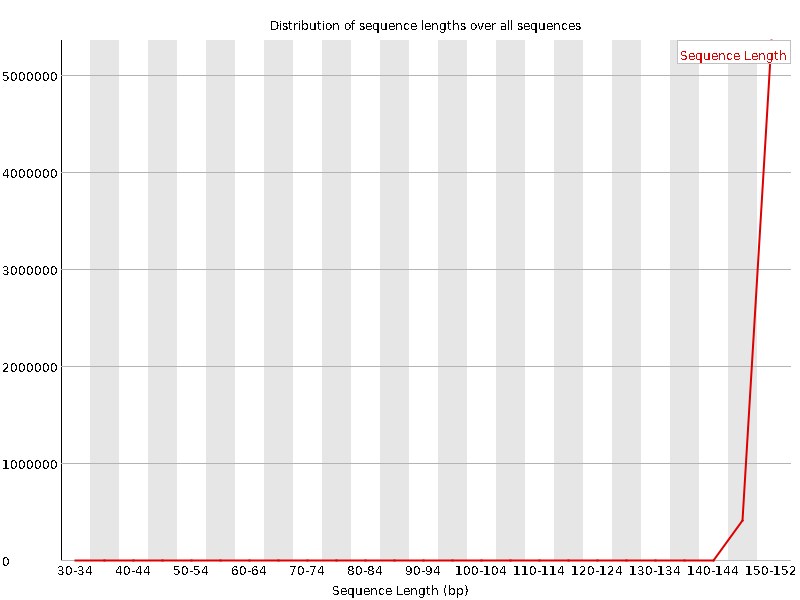 Distribution of sequence lengths over all sequences
Sequence Length
5000000
4000000
3000000
2000000
1000000
0
30-34 40-44 50-54 60-64 70-74 80-84 90-94 100-104 110-114 120-124 130-134 140-144 150-152
Sequence Length (bp)